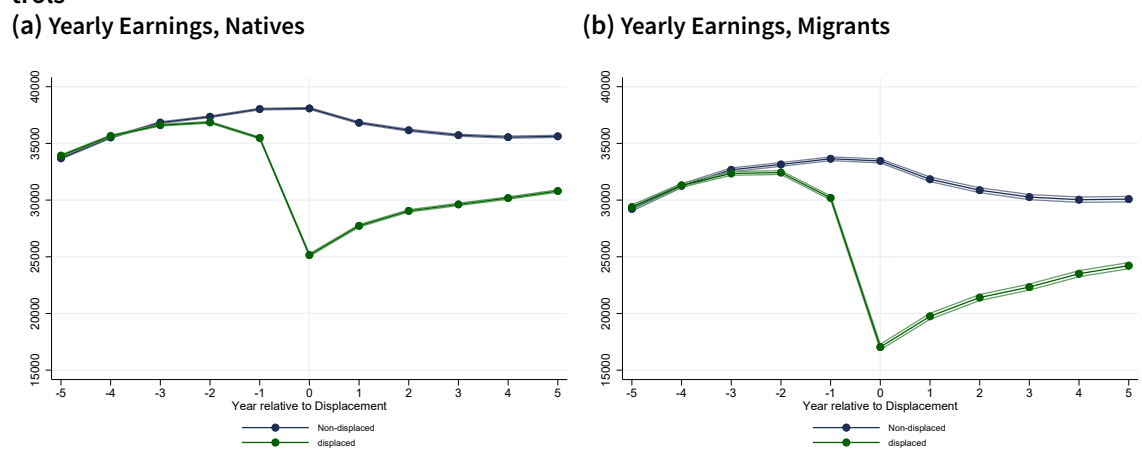 trols
(a) Yearly Earnings, Natives
40000
35000
30000
25000
20000
15000
-5 -4 -3 -2 -1 0 1 2 3 4 5
Year relative to Displacement
Non-displaced
displaced
(b) Yearly Earnings, Migrants
40000
35000
30000
25000
20000
15000
-5 -4 -3 -2 -1 0 1 2 3 4 5
Year relative to Displacement
Non-displaced
displaced